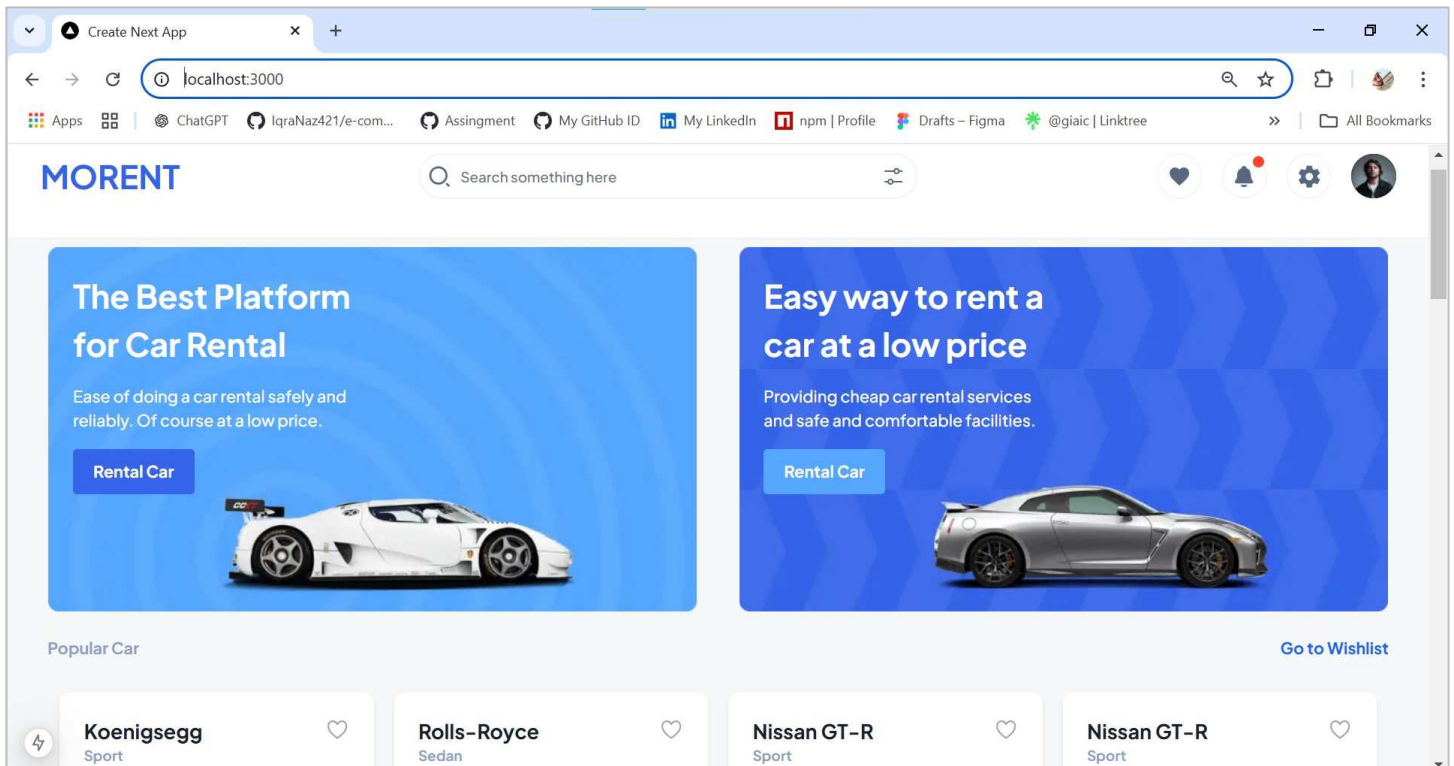 Create Next App
localhost:3000
Apps ChatGPT IqraNaz421/e-com... Assingment My GitHub ID My LinkedIn npm | Profile Drafts – Figma @giaic | Linktree » All Bookmarks
MORENT Search something here
The Best Platform
for Car Rental
Ease of doing a car rental safely and
reliably. Of course at a low price.
Rental Car
Easy way to rent a
car at a low price
Providing cheap car rental services
and safe and comfortable facilities.
Rental Car
Popular Car Go to Wishlist
Koenigsegg
Sport
Rolls-Royce
Sedan
Nissan GT-R
Sport
Nissan GT-R
Sport